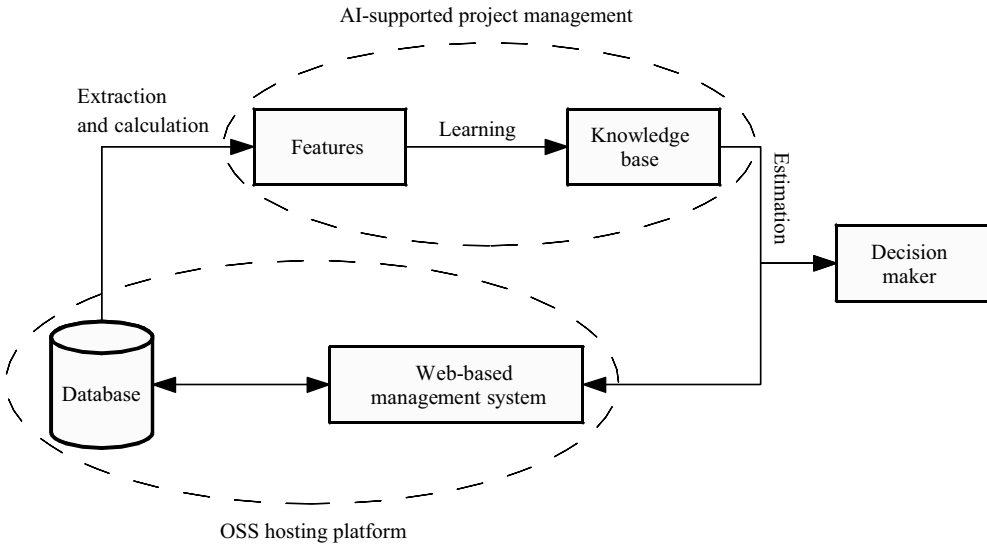 AI-supported project management
Extraction
and calculation
Features
Learning
Knowledge
base
Estimation
Decision
maker
Database
Web-based
management system
OSS hosting platform